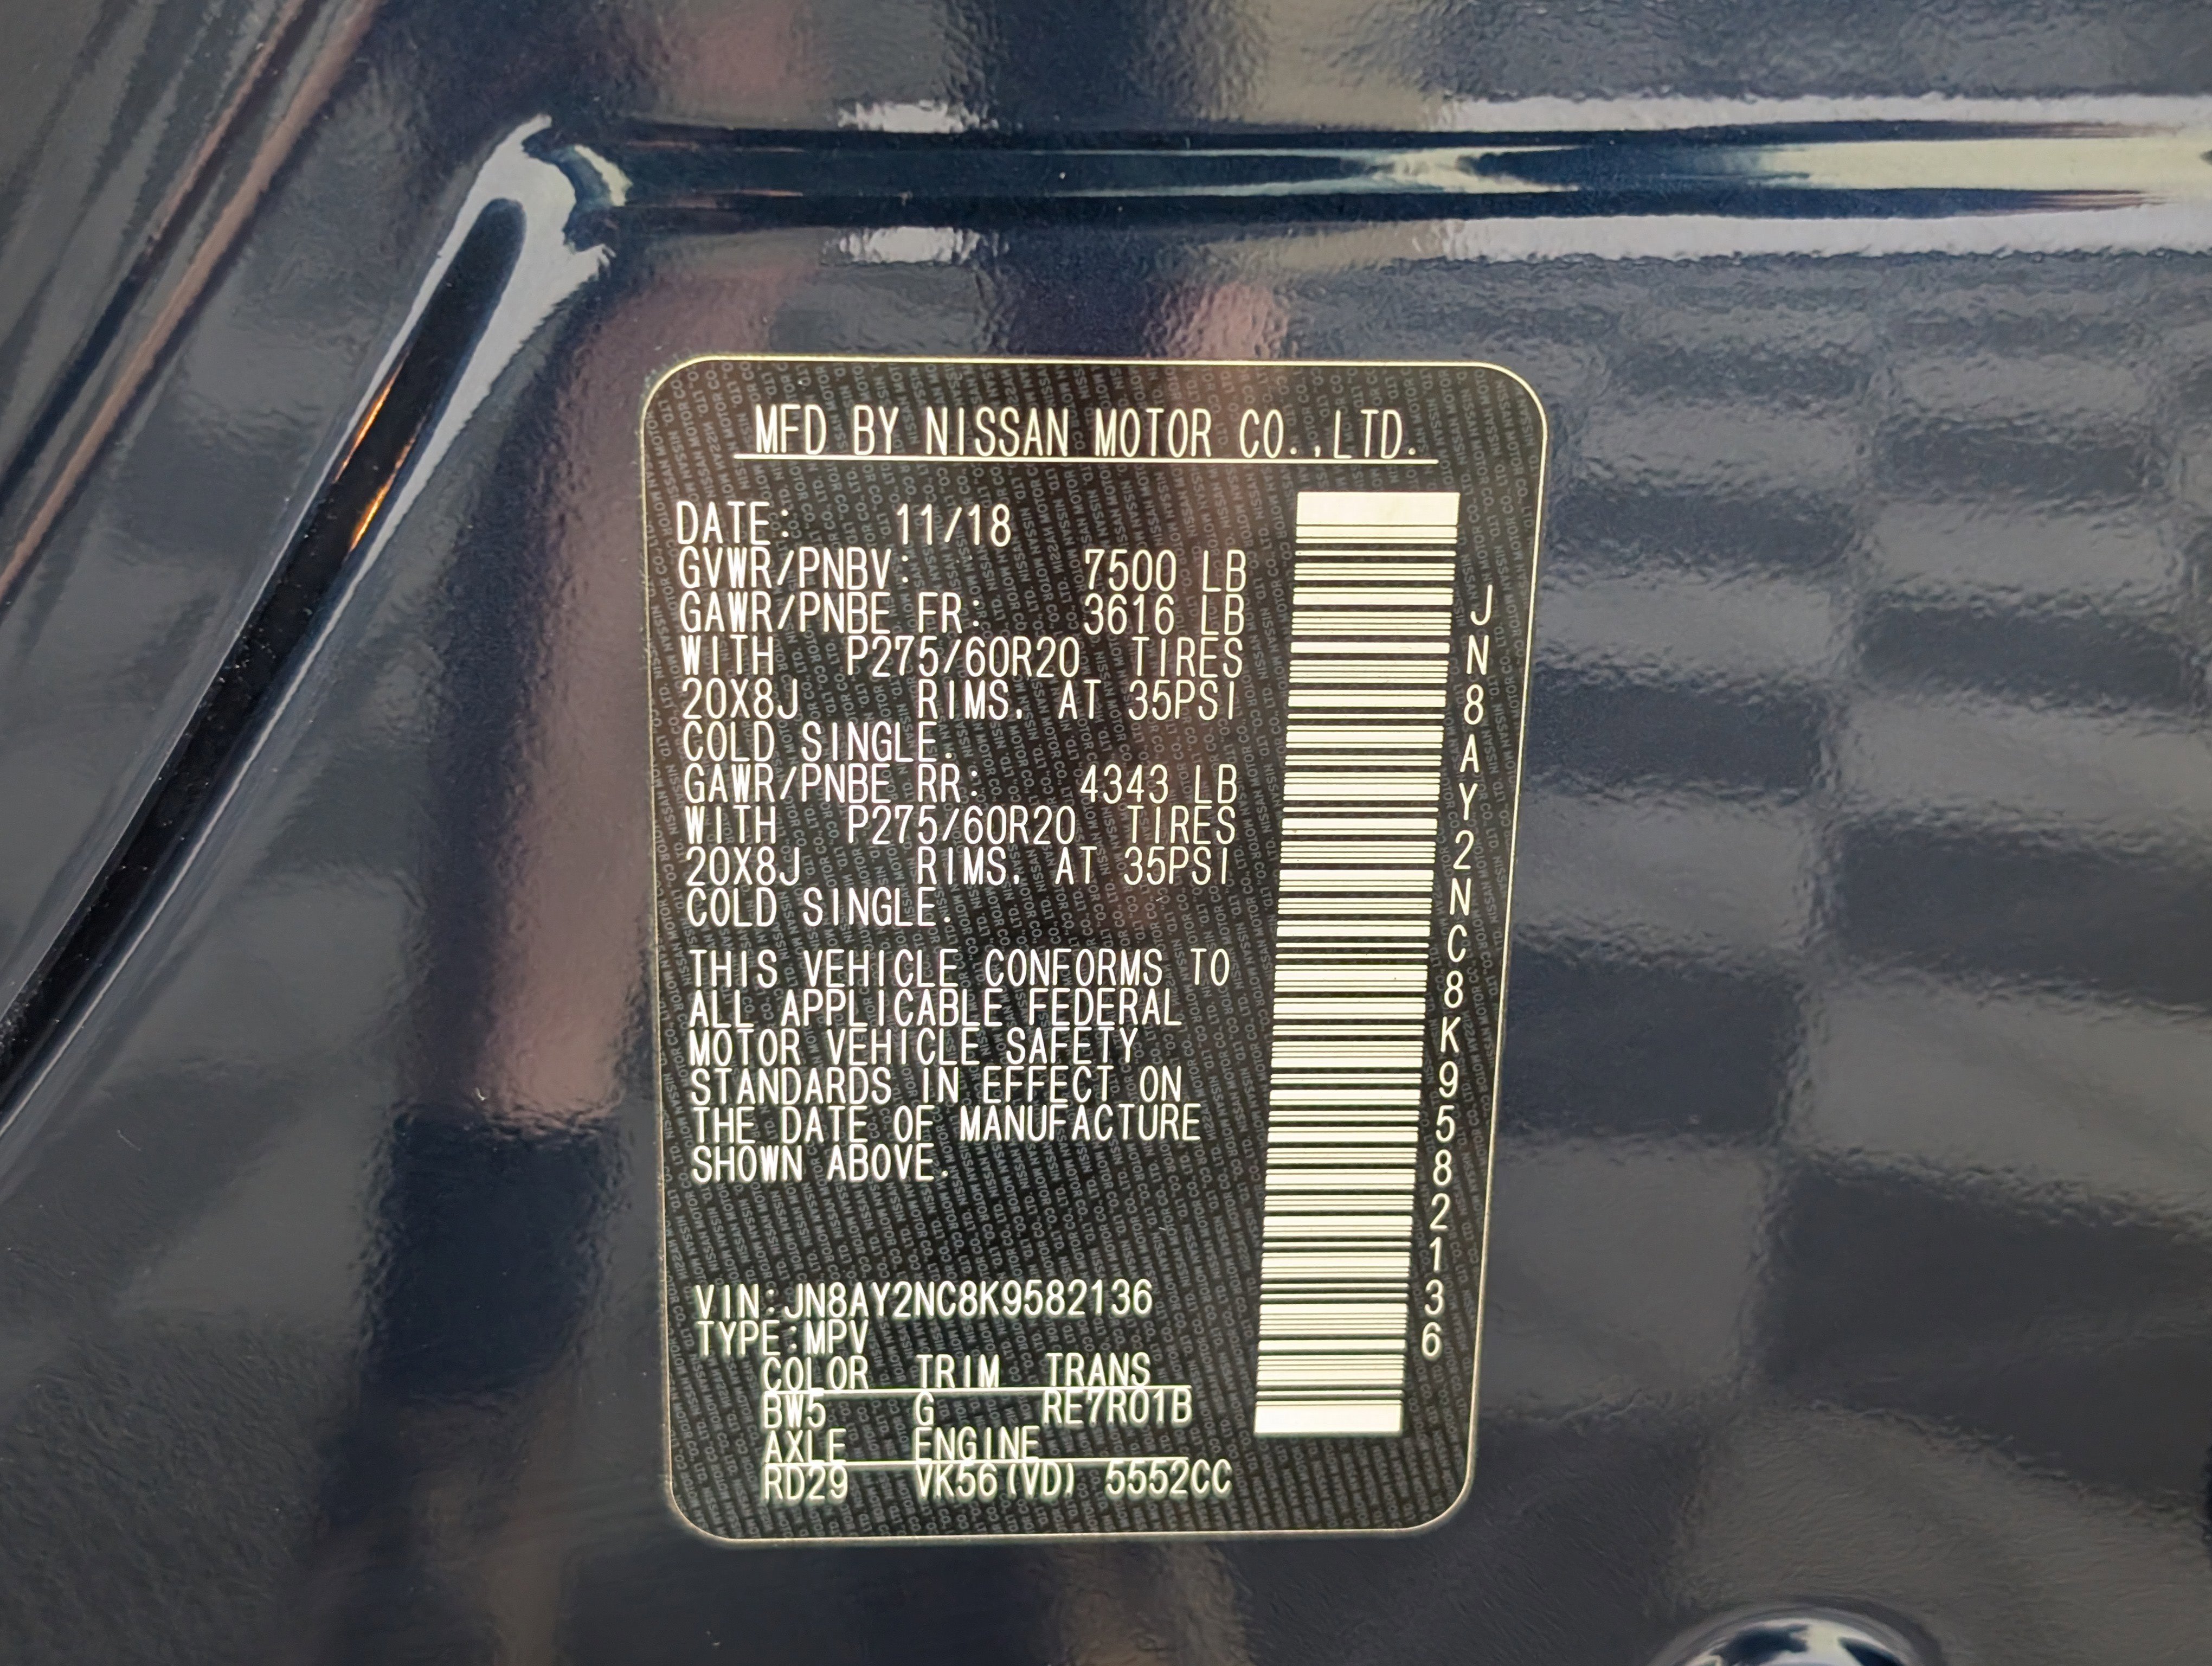 MFD BY NISSAN MOTOR CO.,LTD.
DATE: 11/18
GVWR/PNBV: 7500 LB
GAWR/PNBE FR: 3616 LB
WITH P275/60R20 TIRES
20X8J RIMS, AT 35PSI
COLD SINGLE.
GAWR/PNBE RR: 4343 LB
WITH P275/60R20 TIRES
20X8J RIMS, AT 35PSI
COLD SINGLE.
THIS VEHICLE CONFORMS TO
ALL APPLICABLE FEDERAL
MOTOR VEHICLE SAFETY
STANDARDS IN EFFECT ON
THE DATE OF MANUFACTURE
SHOWN ABOVE.
VIN:JN8AY2NC8K9582136
TYPE:MPV
COLOR TRIM TRANS
BW5 G RE7R01B
AXLE ENGINE
RD29 VK56(VD) 5552CC
JN8AY2NC8K9582136